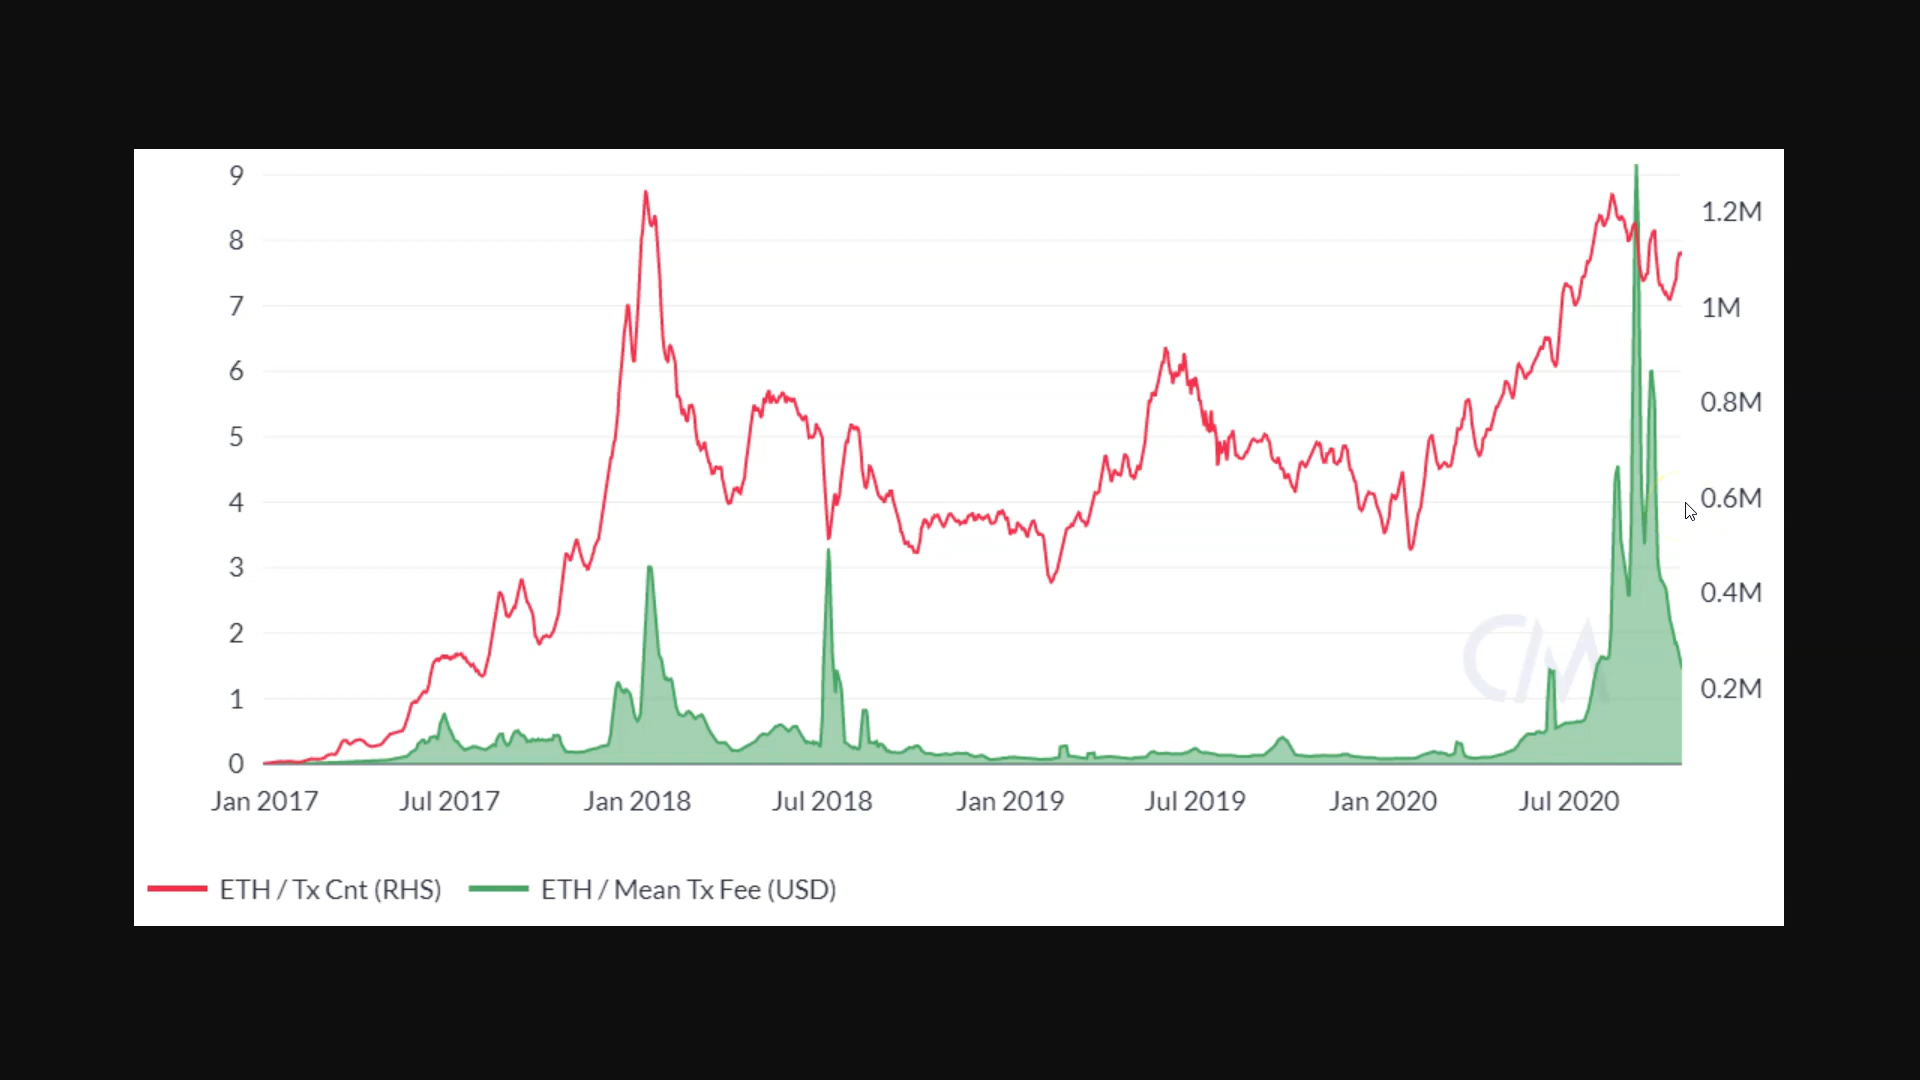 9
8
7
6
5
4
3
2
1
0
1.2M
1M
0.8M
0.6M
0.4M
0.2M
CM
Jan 2017 Jul 2017 Jan 2018 Jul 2018 Jan 2019 Jul 2019 Jan 2020 Jul 2020
ETH / Tx Cnt (RHS) ETH / Mean Tx Fee (USD)